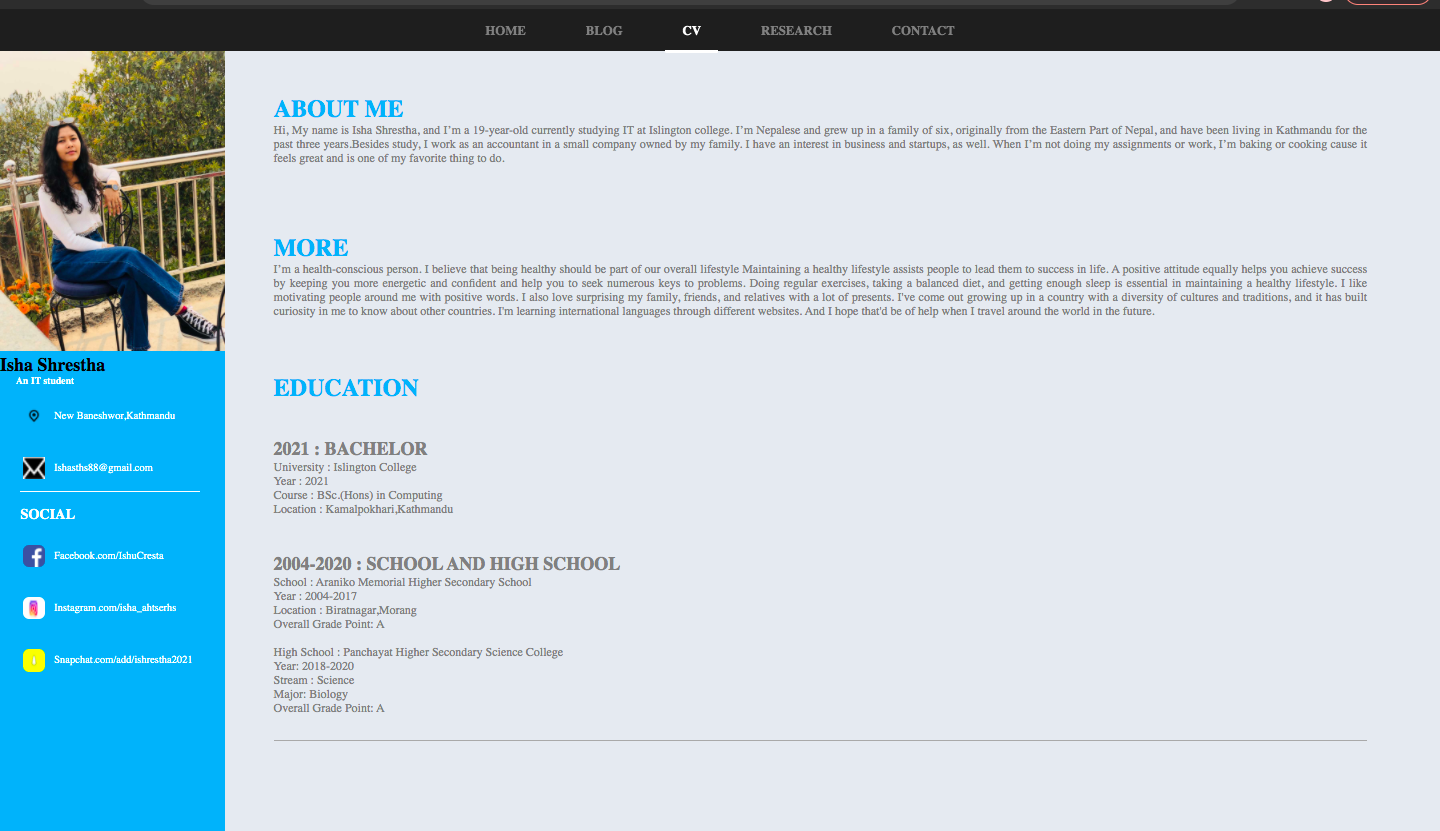 HOME BLOG CV RESEARCH CONTACT
Isha Shrestha
An IT student
New Baneshwor,Kathmandu
Ishasths88@gmail.com
SOCIAL
Facebook.com/IshuCresta
Instagram.com/isha_ahtserhs
Snapchat.com/add/ishrestha2021
ABOUT ME
Hi, My name is Isha Shrestha, and I’m a 19-year-old currently studying IT at Islington college. I’m Nepalese and grew up in a family of six, originally from the Eastern Part of Nepal, and have been living in Kathmandu for the
past three years.Besides study, I work as an accountant in a small company owned by my family. I have an interest in business and startups, as well. When I’m not doing my assignments or work, I’m baking or cooking cause it
feels great and is one of my favorite thing to do.
MORE
I’m a health-conscious person. I believe that being healthy should be part of our overall lifestyle Maintaining a healthy lifestyle assists people to lead them to success in life. A positive attitude equally helps you achieve success
by keeping you more energetic and confident and help you to seek numerous keys to problems. Doing regular exercises, taking a balanced diet, and getting enough sleep is essential in maintaining a healthy lifestyle. I like
motivating people around me with positive words. I also love surprising my family, friends, and relatives with a lot of presents. I've come out growing up in a country with a diversity of cultures and traditions, and it has built
curiosity in me to know about other countries. I'm learning international languages through different websites. And I hope that'd be of help when I travel around the world in the future.
EDUCATION
2021 : BACHELOR
University : Islington College
Year : 2021
Course : BSc.(Hons) in Computing
Location : Kamalpokhari,Kathmandu
2004-2020 : SCHOOL AND HIGH SCHOOL
School : Araniko Memorial Higher Secondary School
Year : 2004-2017
Location : Biratnagar,Morang
Overall Grade Point: A
High School : Panchayat Higher Secondary Science College
Year: 2018-2020
Stream : Science
Major: Biology
Overall Grade Point: A